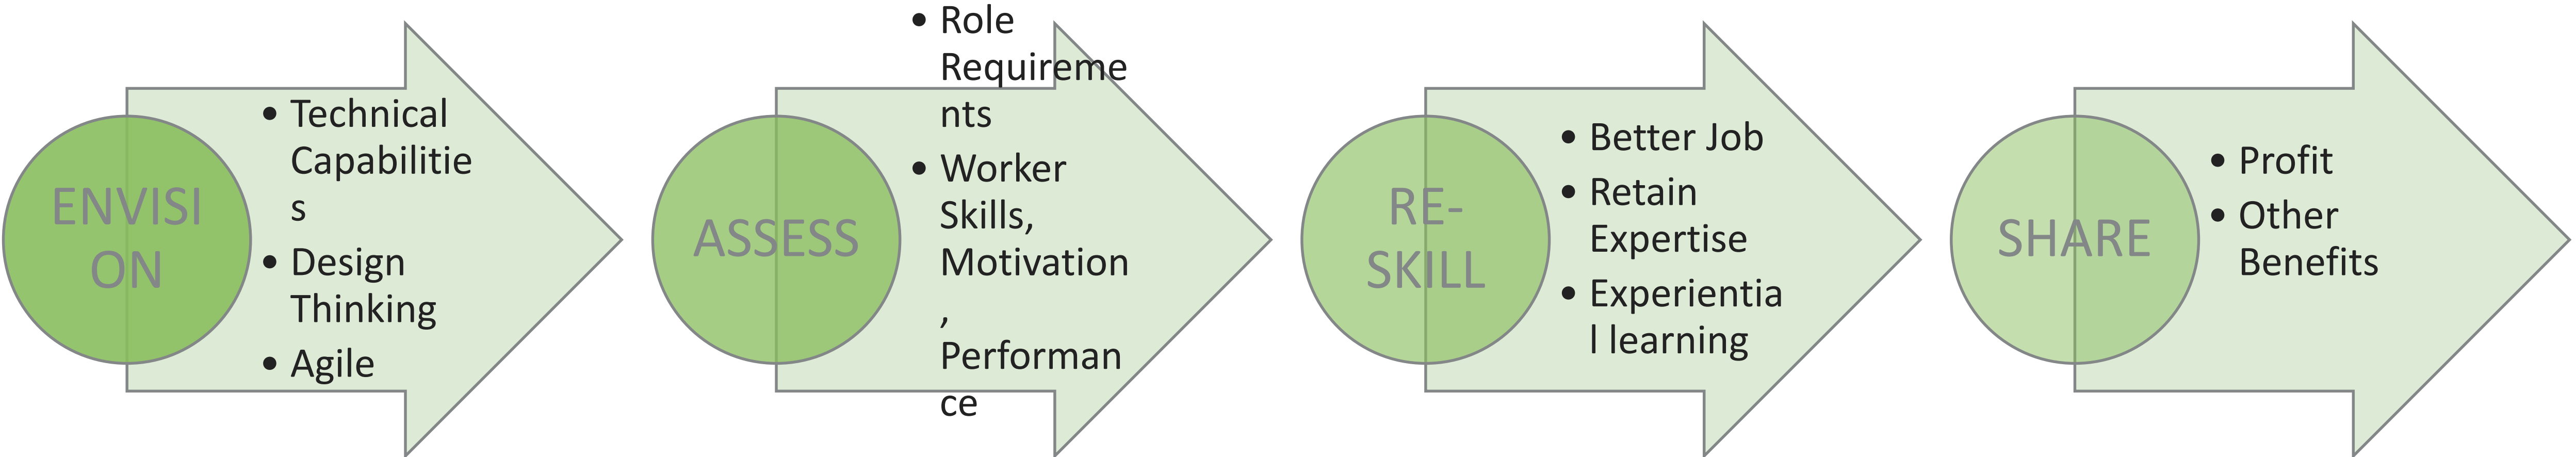 ENVISI
ON
• Technical
Capabilitie
s
• Design
Thinking
• Agile
ASSESS
• Role
Requireme
nts
• Worker
Skills,
Motivation
,
Performan
ce
RE-
SKILL
• Better Job
• Retain
Expertise
• Experientia
l learning
SHARE
• Profit
• Other
Benefits